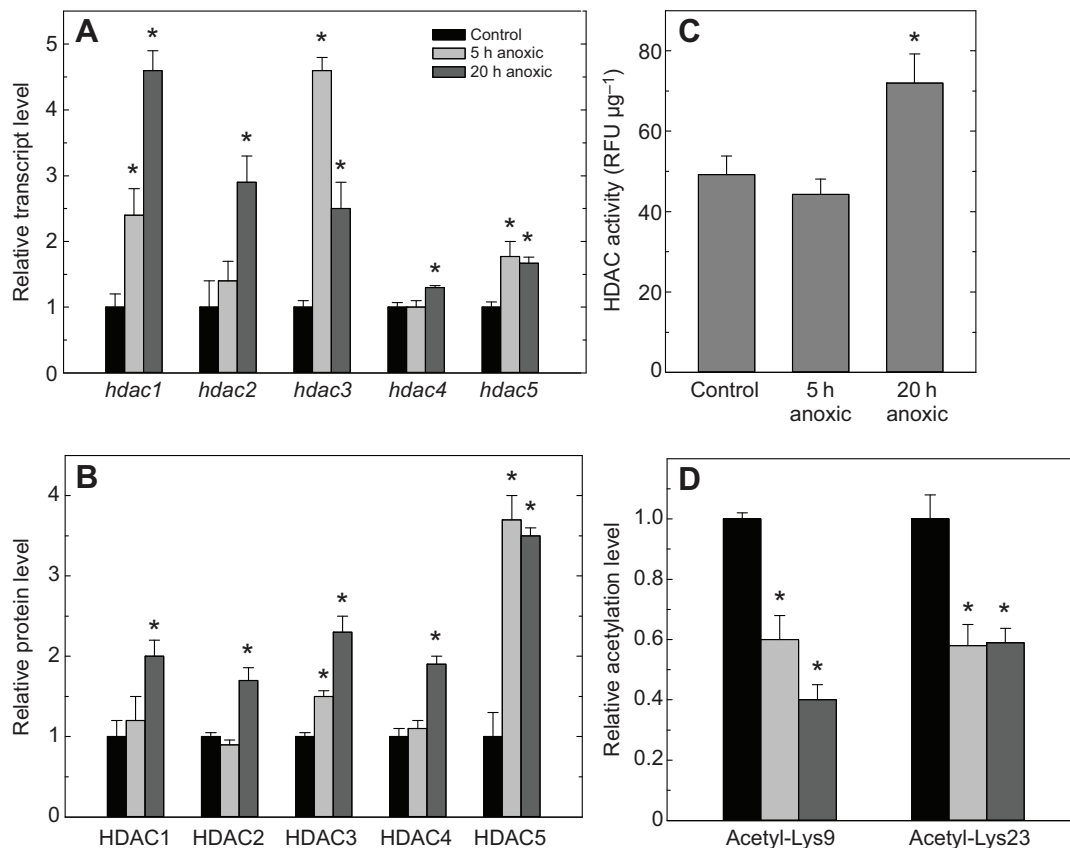 A
Control
5 h anoxic
20 h anoxic
Relative transcript level
5
4
3
2
1
0
* * * * * * * *
hdac1 hdac2 hdac3 hdac4 hdac5
C
HDAC activity (RFU µg⁻¹)
80
60
40
20
0
*
Control 5 h anoxic 20 h anoxic
B
Relative protein level
4
3
2
1
0
* * * * * * *
HDAC1 HDAC2 HDAC3 HDAC4 HDAC5
D
Relative acetylation level
1.0
0.8
0.6
0.4
0.2
0
* * * *
Acetyl-Lys9 Acetyl-Lys23